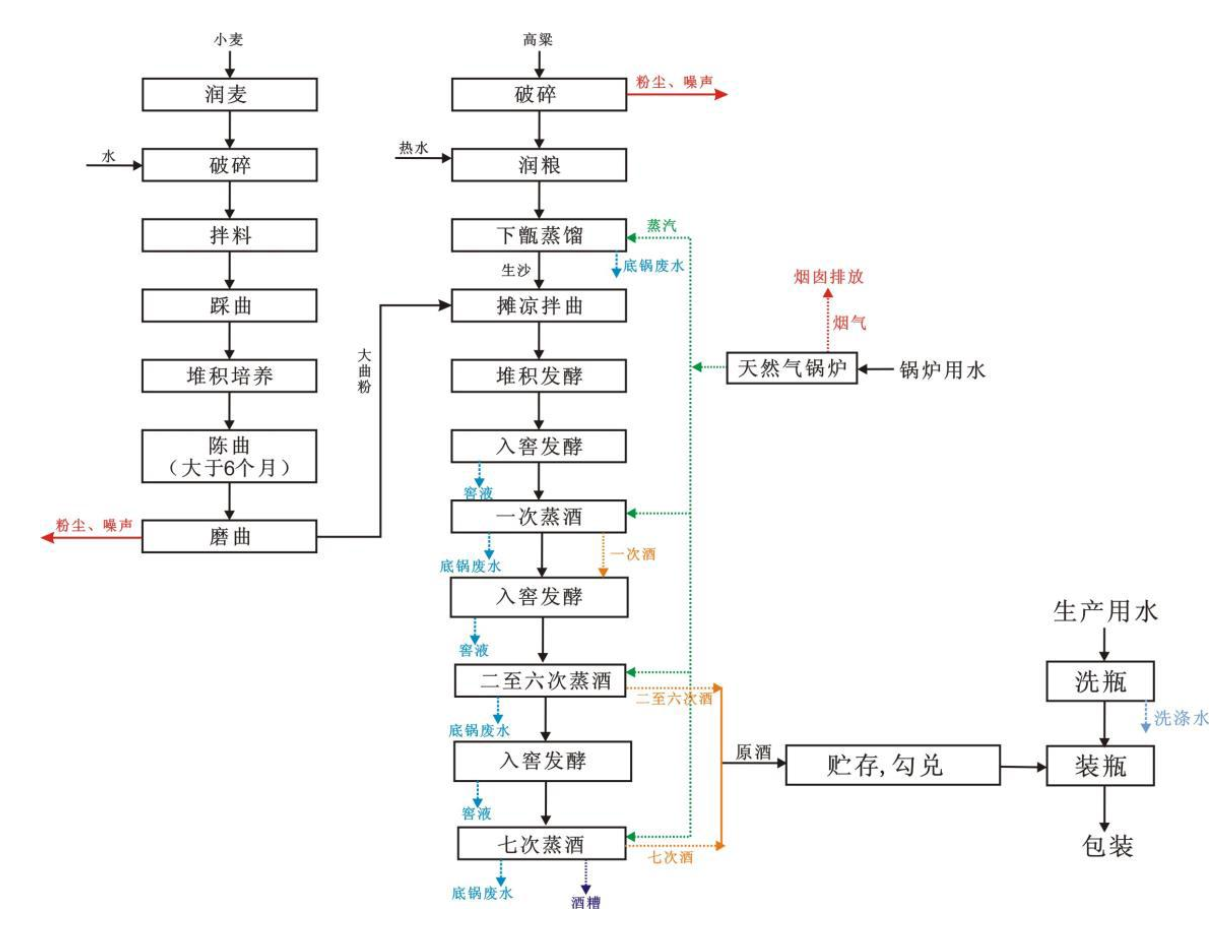 小麦
润麦
水
破碎
拌料
踩曲
堆积培养
陈曲
（大于6个月）
粉尘、噪声
磨曲
大曲粉
高粱
破碎
粉尘、噪声
热水
润粮
下甑蒸馏
蒸汽
生沙
底锅废水
摊凉拌曲
堆积发酵
入窖发酵
窖液
一次蒸酒
底锅废水
一次酒
入窖发酵
窖液
二至六次蒸酒
二至六次酒
底锅废水
入窖发酵
窖液
七次蒸酒
七次酒
底锅废水
酒糟
烟囱排放
烟气
天然气锅炉
锅炉用水
原酒
贮存,勾兑
生产用水
洗瓶
洗涤水
装瓶
包装